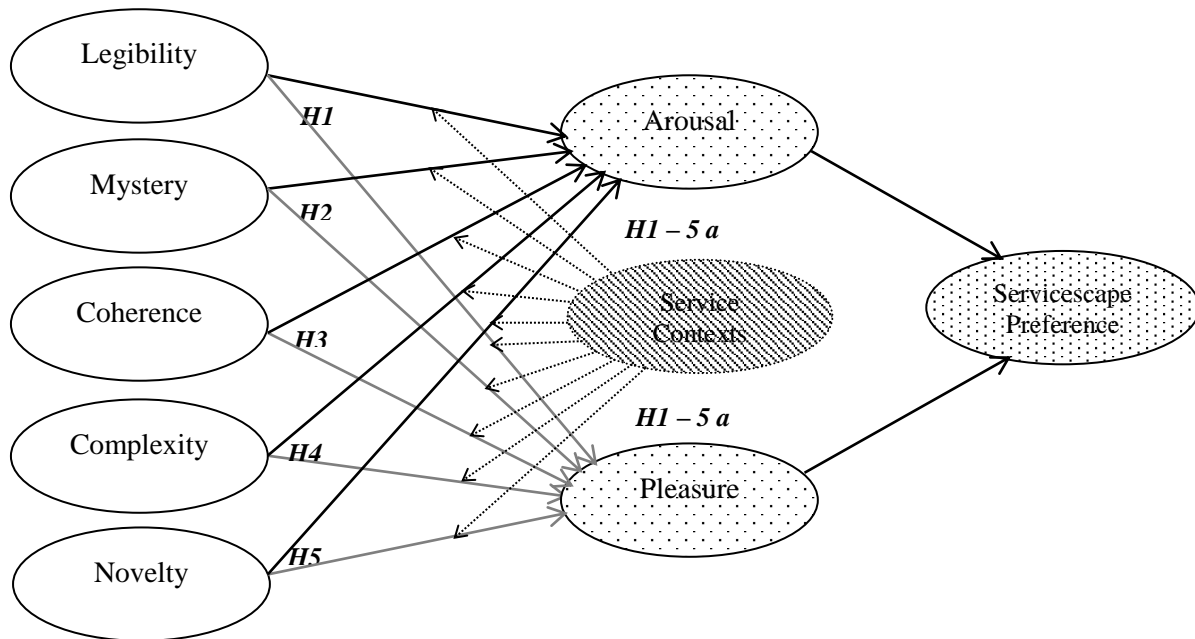 Legibility
H1
Arousal
Mystery
H2
H1 – 5 a
Coherence
H3
Service
Contexts
Servicescape
Preference
H1 – 5 a
Complexity
H4
Pleasure
Novelty
H5